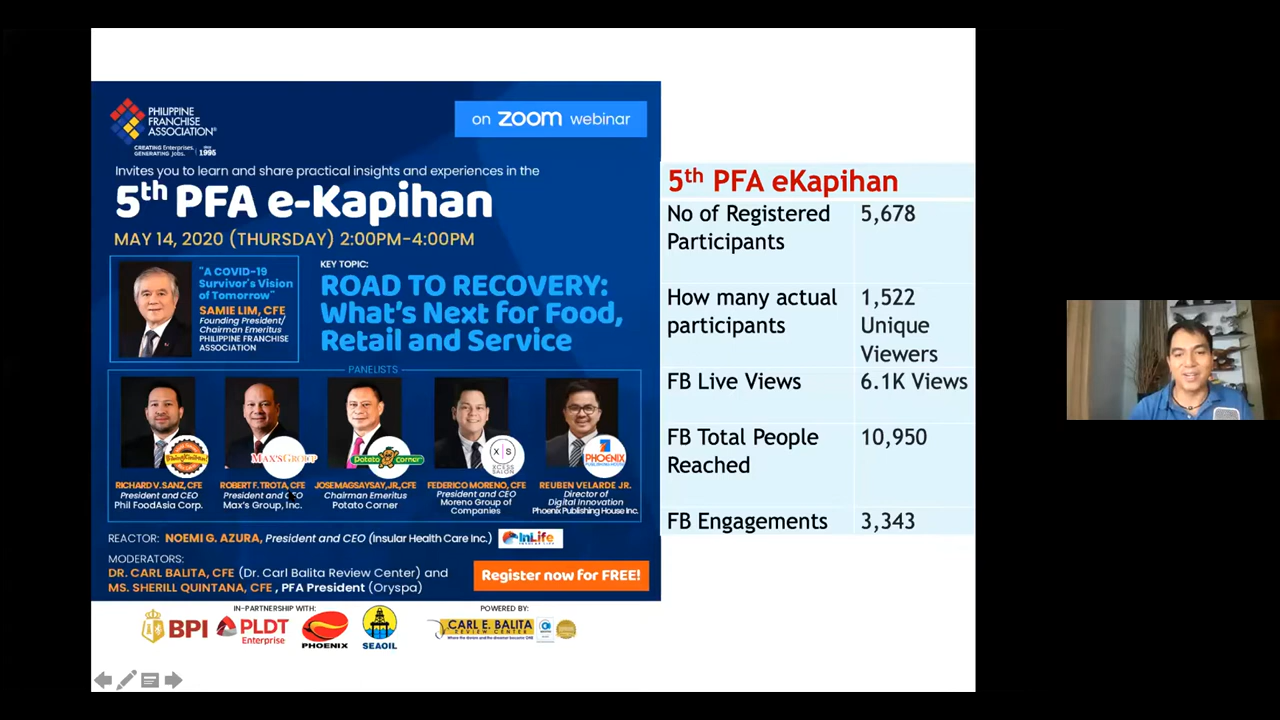 PHILIPPINE
FRANCHISE
ASSOCIATION®
CREATING Enterprises.
GENERATING Jobs.
since
1995
on zoom webinar
Invites you to learn and share practical insights and experiences in the
5th PFA e-Kapihan
MAY 14, 2020 (THURSDAY) 2:00PM-4:00PM
"A COVID-19
Survivor's Vision
of Tomorrow"
SAMIE LIM, CFE
Founding President/
Chairman Emeritus
PHILIPPINE FRANCHISE
ASSOCIATION
KEY TOPIC:
ROAD TO RECOVERY:
What's Next for Food,
Retail and Service
PANELISTS
RICHARD V. SANZ, CFE
President and CEO
Phil FoodAsia Corp.
MAX'S GROUP
ROBERT F. TROTA, CFE
President and CEO
Max's Group, Inc.
Potato Corner
JOSE MAGSAYSAY, JR., CFE
Chairman Emeritus
Potato Corner
X S
XCESS
SALON
FEDERICO MORENO, CFE
President and CEO
Moreno Group of
Companies
PHOENIX
PUBLISHING HOUSE
REUBEN VELARDE JR.
Director of
Digital Innovation
Phoenix Publishing House Inc.
REACTOR: NOEMI G. AZURA, President and CEO (Insular Health Care Inc.)
InLife
MODERATORS:
DR. CARL BALITA, CFE (Dr. Carl Balita Review Center) and
MS. SHERILL QUINTANA, CFE , PFA President (Oryspa)
Register now for FREE!
IN-PARTNERSHIP WITH:
BPI
PLDT
Enterprise
PHOENIX
SEAOIL
POWERED BY:
CARL E. BALITA
REVIEW CENTER
5th PFA eKapihan
No of Registered
Participants
5,678
How many actual
participants
1,522
Unique
Viewers
FB Live Views
6.1K Views
FB Total People
Reached
10,950
FB Engagements
3,343